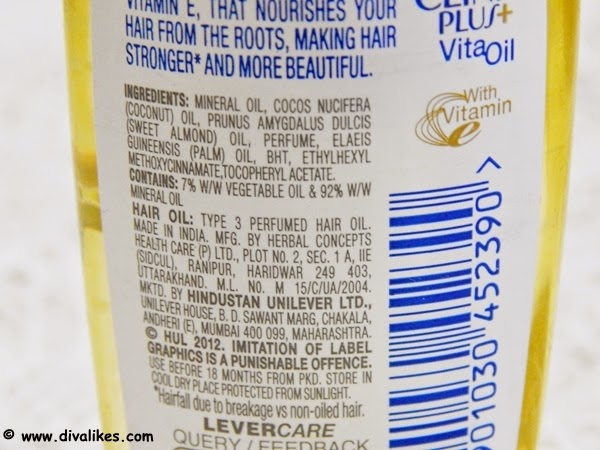 VITAMIN E, THAT NOURISHES YOUR
HAIR FROM THE ROOTS, MAKING HAIR
STRONGER* AND MORE BEAUTIFUL.
PLUS+
VitaOil
With
Vitamin
e
INGREDIENTS: MINERAL OIL, COCOS NUCIFERA
(COCONUT) OIL, PRUNUS AMYGDALUS DULCIS
(SWEET ALMOND) OIL, PERFUME, ELAEIS
GUINEENSIS (PALM) OIL, BHT, ETHYLHEXYL
METHOXYCINNAMATE,TOCOPHERYL ACETATE.
CONTAINS: 7% W/W VEGETABLE OIL & 92% W/W
MINERAL OIL
HAIR OIL: TYPE 3 PERFUMED HAIR OIL.
MADE IN INDIA. MFG. BY HERBAL CONCEPTS
HEALTH CARE (P) LTD., PLOT NO. 2, SEC. 1 A, IIE
(SIDCUL), RANIPUR, HARIDWAR 249 403,
UTTARAKHAND. M.L. NO. M 15/C/UA/2004.
MKTD. BY HINDUSTAN UNILEVER LTD.,
UNILEVER HOUSE, B. D. SAWANT MARG, CHAKALA,
ANDHERI (E), MUMBAI 400 099, MAHARASHTRA.
© HUL 2012. IMITATION OF LABEL
GRAPHICS IS A PUNISHABLE OFFENCE.
USE BEFORE 18 MONTHS FROM PKD. STORE IN
COOL DRY PLACE PROTECTED FROM SUNLIGHT.
*Hairfall due to breakage vs non-oiled hair.
LEVERCARE
QUERY / FEEDBACK
901030 452390 >
© www.divalikes.com